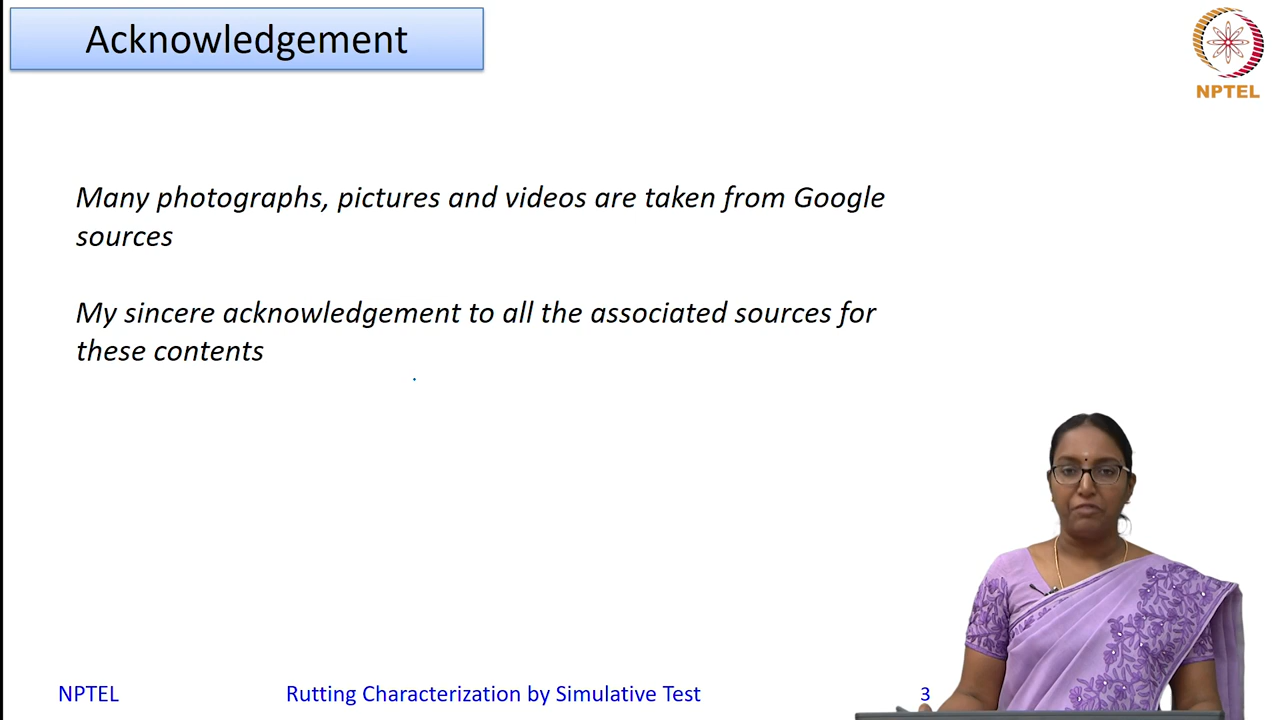 Acknowledgement
NPTEL
Many photographs, pictures and videos are taken from Google
sources
My sincere acknowledgement to all the associated sources for
these contents
NPTEL
Rutting Characterization by Simulative Test
3